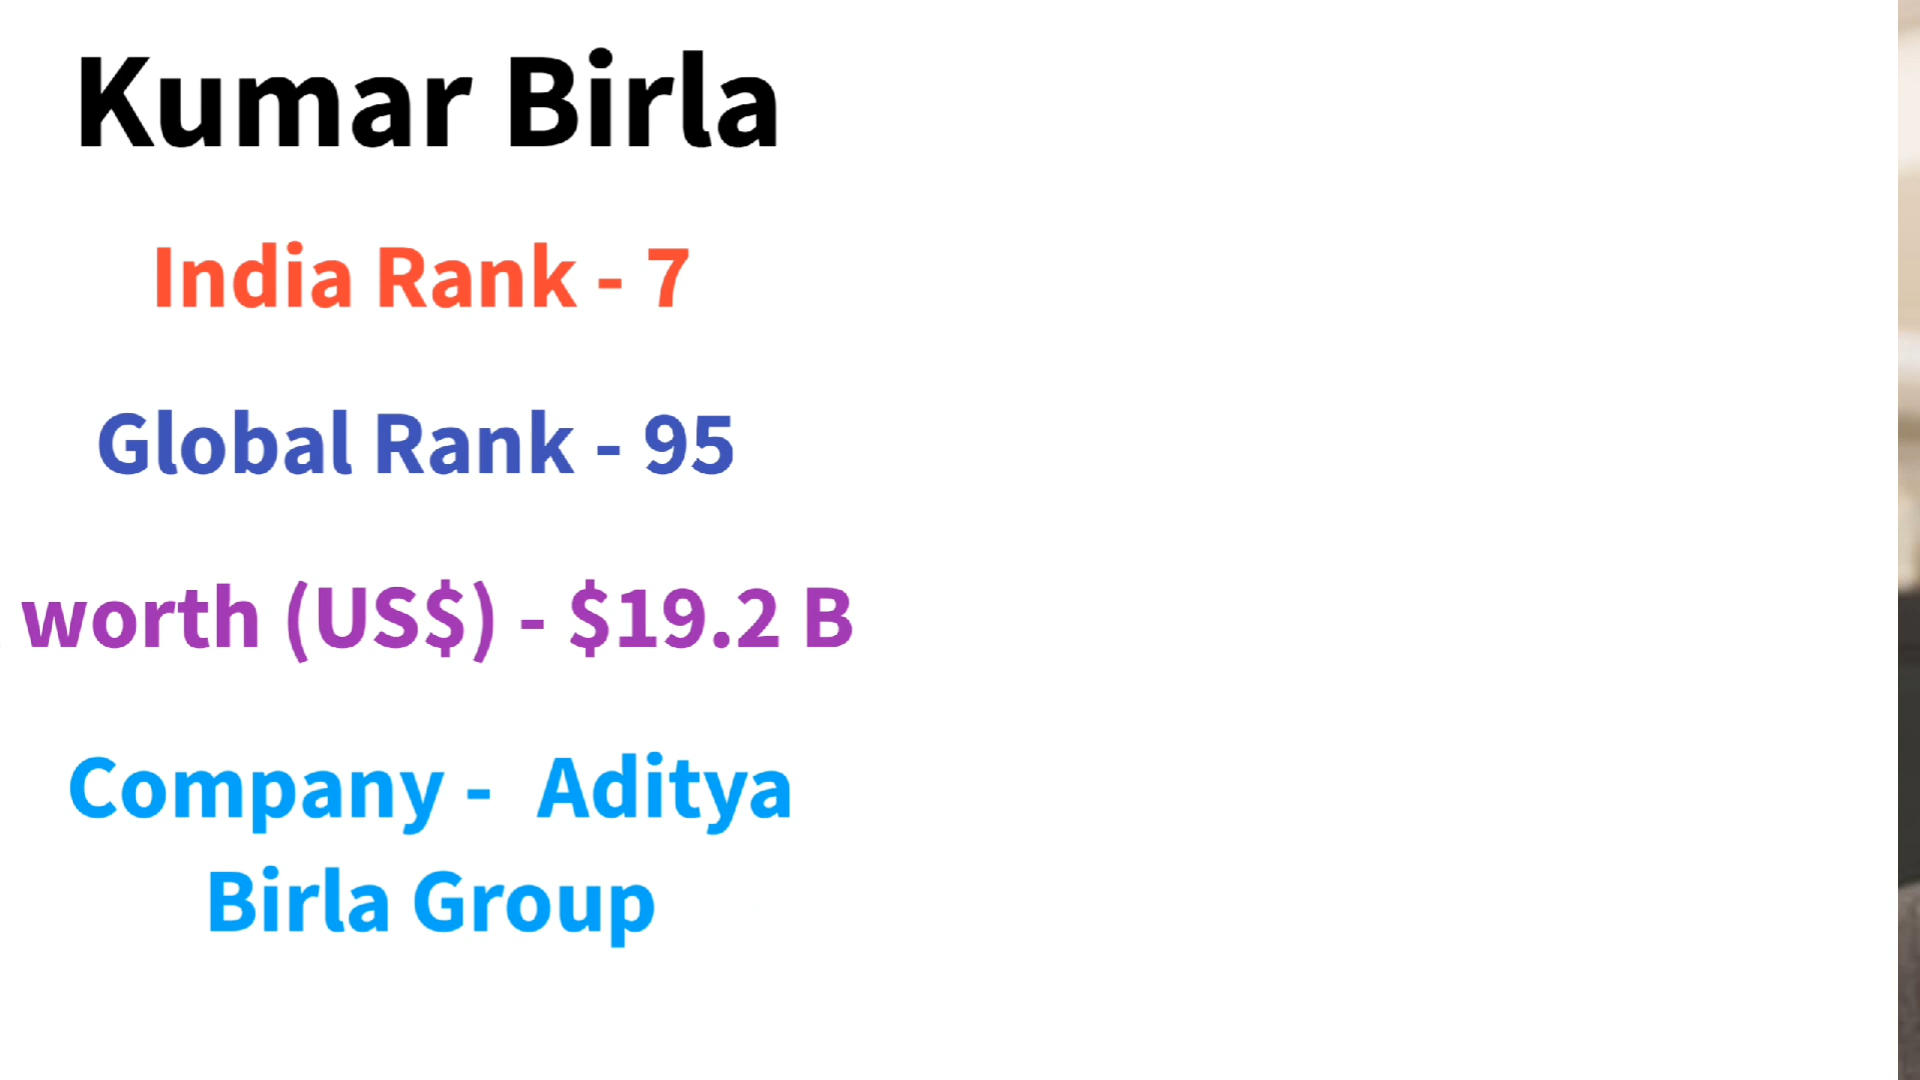 Kumar Birla
India Rank - 7
Global Rank - 95
worth (US$) - $19.2 B
Company - Aditya
Birla Group